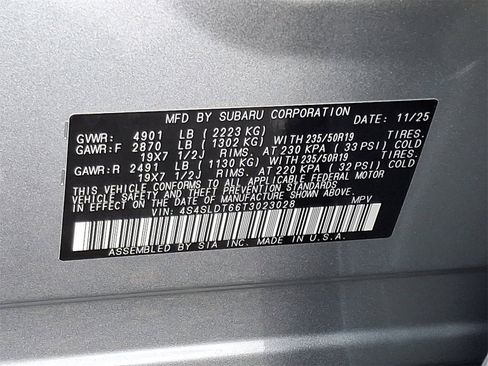 MFD BY SUBARU CORPORATION DATE: 11/25
GVWR: 4901 LB ( 2223 KG)
GAWR:F 2870 LB ( 1302 KG) WITH 235/50R19 TIRES.
19X7 1/2J RIMS. AT 230 KPA ( 33 PSI) COLD.
GAWR:R 2491 LB ( 1130 KG) WITH 235/50R19 TIRES.
19X7 1/2J RIMS. AT 220 KPA ( 32 PSI) COLD.
THIS VEHICLE CONFORMS TO ALL APPLICABLE FEDERAL MOTOR
VEHICLE SAFETY AND THEFT PREVENTION STANDARDS
IN EFFECT ON THE DATE OF MANUFACTURE SHOWN ABOVE.
VIN: 4S4SLDT66T3023028 MPV
ASSEMBLED BY SIA INC. MADE IN U.S.A.